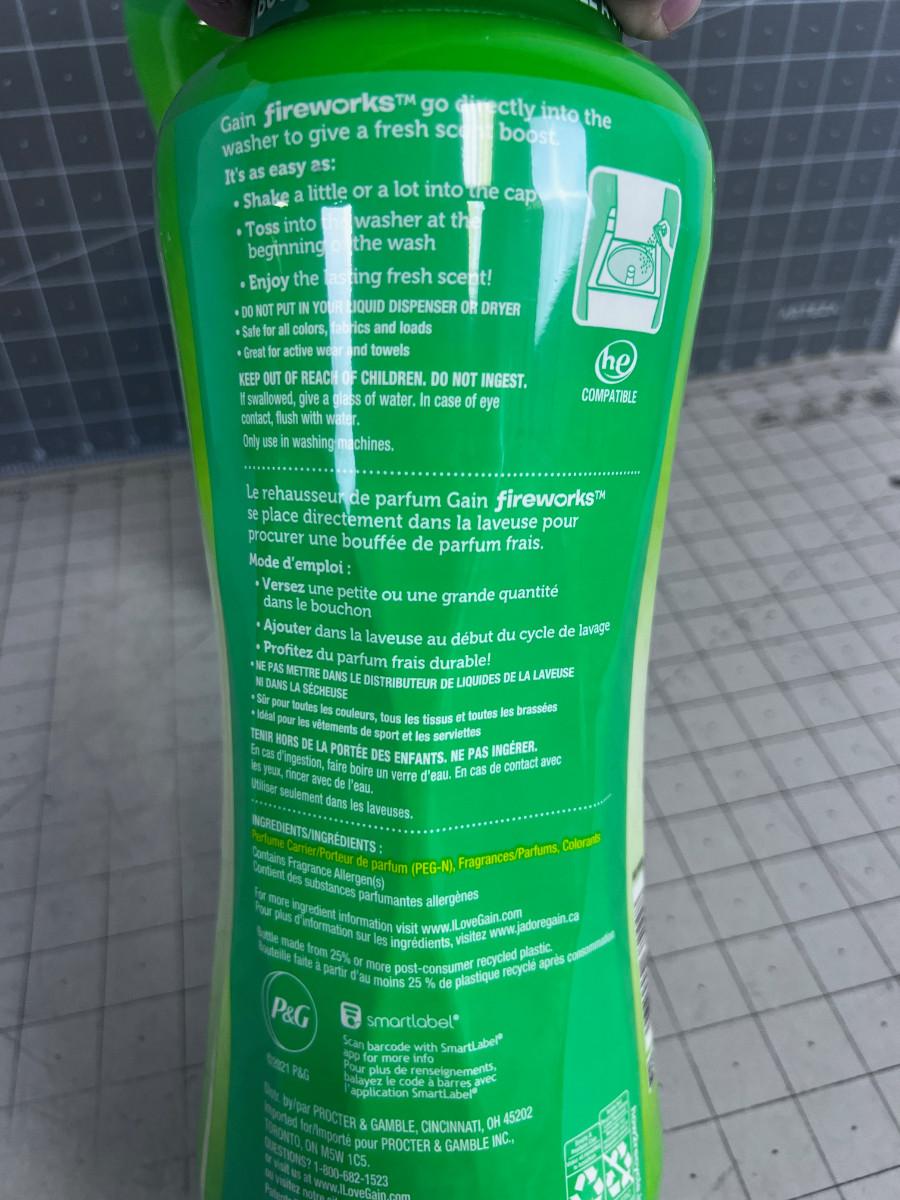 Gain fireworks™ go directly into the
washer to give a fresh scent boost.
It's as easy as:
• Shake a little or a lot into the cap
• Toss into the washer at the
beginning of the wash
• Enjoy the lasting fresh scent!
• DO NOT PUT IN YOUR LIQUID DISPENSER OR DRYER
• Safe for all colors, fabrics and loads
• Great for active wear and towels
he
COMPATIBLE
KEEP OUT OF REACH OF CHILDREN. DO NOT INGEST.
If swallowed, give a glass of water. In case of eye
contact, flush with water.
Only use in washing machines.
Le rehausseur de parfum Gain fireworks™
se place directement dans la laveuse pour
procurer une bouffée de parfum frais.
Mode d'emploi :
• Versez une petite ou une grande quantité
dans le bouchon
• Ajouter dans la laveuse au début du cycle de lavage
• Profitez du parfum frais durable!
• NE PAS METTRE DANS LE DISTRIBUTEUR DE LIQUIDES DE LA LAVEUSE
NI DANS LA SÉCHEUSE
• Sûr pour toutes les couleurs, tous les tissus et toutes les brassées
• Idéal pour les vêtements de sport et les serviettes
TENIR HORS DE LA PORTÉE DES ENFANTS. NE PAS INGÉRER.
En cas d'ingestion, faire boire un verre d'eau. En cas de contact avec
les yeux, rincer avec de l'eau.
Utiliser seulement dans les laveuses.
INGREDIENTS/INGRÉDIENTS :
Perfume Carrier/Porteur de parfum (PEG-N), Fragrances/Parfums, Colorants
Contains Fragrance Allergen(s)
Contient des substances parfumantes allergènes
For more ingredient information visit www.ILoveGain.com
Pour plus d'information sur les ingrédients, visitez www.jadoregain.ca
Bottle made from 25% or more post-consumer recycled plastic.
Bouteille faite à partir d'au moins 25 % de plastique recyclé après consommation
P&G
©2021 P&G
smartlabel®
Scan barcode with SmartLabel®
app for more info
Pour plus de renseignements,
balayez le code à barres avec
l'application SmartLabel®
Distr. by/par PROCTER & GAMBLE, CINCINNATI, OH 45202
Imported for/Importé pour PROCTER & GAMBLE INC.,
TORONTO, ON M5W 1C5.
QUESTIONS? 1-800-682-1523
or visit us at www.ILoveGain.com
ou visitez notre